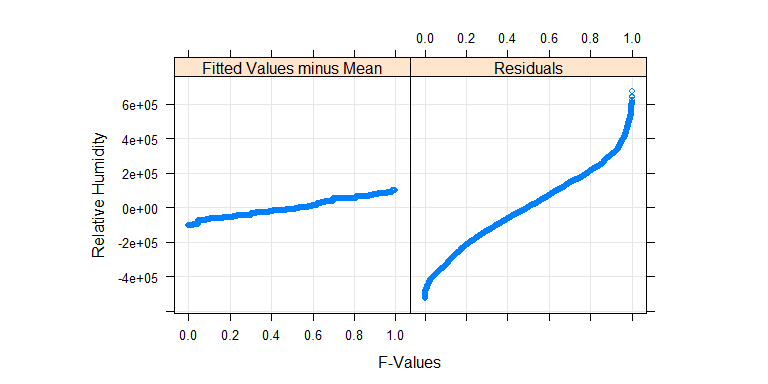 0.0 0.2 0.4 0.6 0.8 1.0
Fitted Values minus Mean Residuals
6e+05
4e+05
2e+05
0e+00
-2e+05
-4e+05
Relative Humidity
0.0 0.2 0.4 0.6 0.8 1.0
F-Values